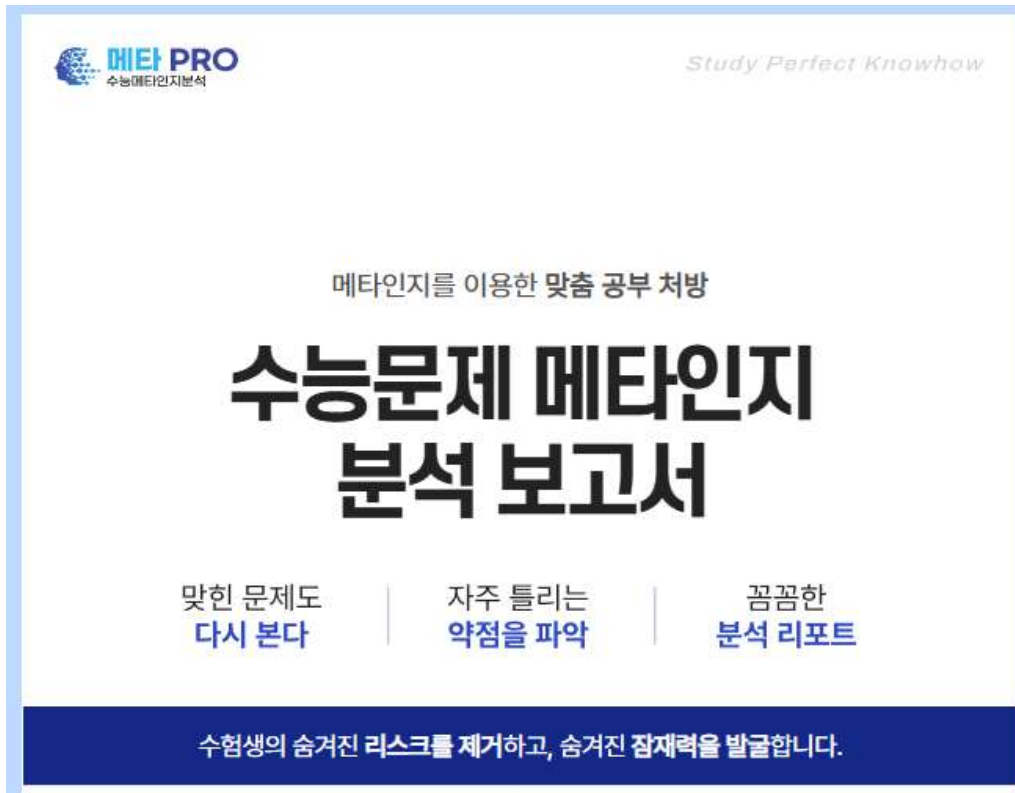 메타 PRO
수능메타인지분석
Study Perfect Knowhow
메타인지를 이용한 맞춤 공부 처방
수능문제 메타인지
분석 보고서
맞힌 문제도
다시 본다
자주 틀리는
약점을 파악
꼼꼼한
분석 리포트
수험생의 숨겨진 리스크를 제거하고, 숨겨진 잠재력을 발굴합니다.